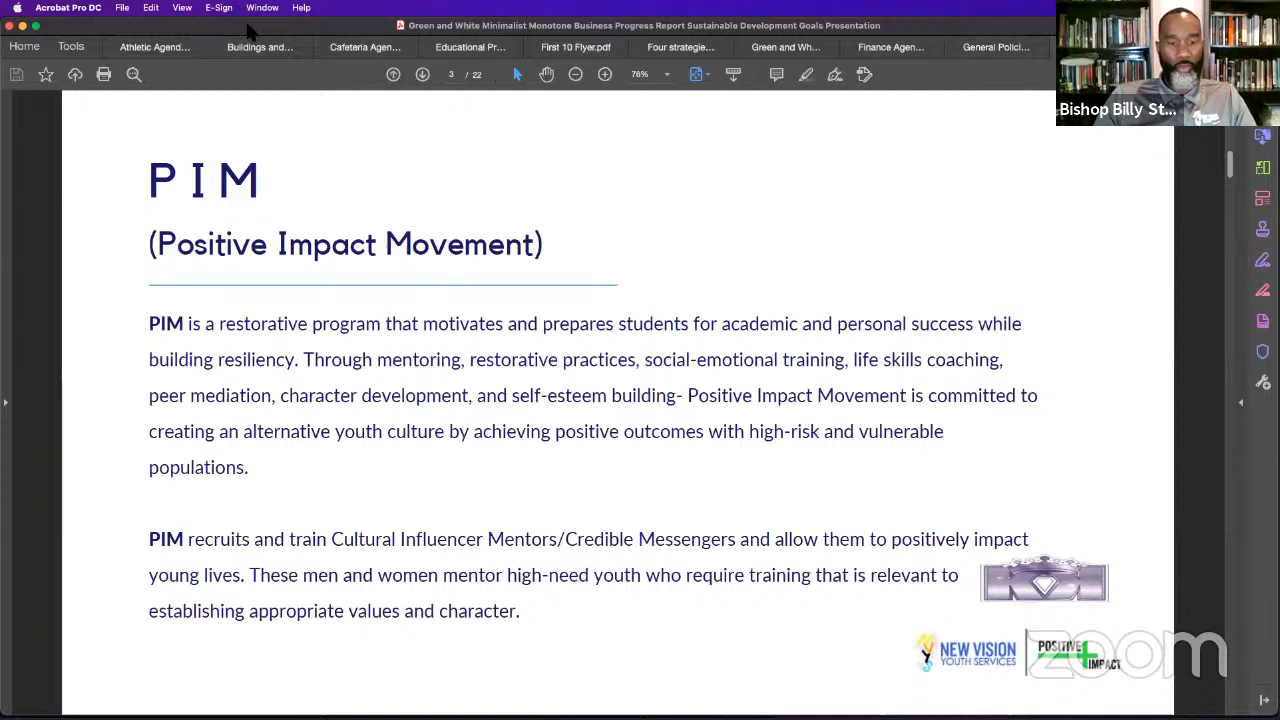 Acrobat Pro DC File Edit View E-Sign Window Help
Green and White Minimalist Monotone Business Progress Report Sustainable Development Goals Presentation
Home Tools Athletic Agend... Buildings and... Cafeteria Agen... Educational Pr... First 10 Flyer.pdf Four strategie... Green and Wh... Finance Agen... General Polici...
3 / 22 76%
Bishop Billy St...
P I M
(Positive Impact Movement)
PIM is a restorative program that motivates and prepares students for academic and personal success while
building resiliency. Through mentoring, restorative practices, social-emotional training, life skills coaching,
peer mediation, character development, and self-esteem building- Positive Impact Movement is committed to
creating an alternative youth culture by achieving positive outcomes with high-risk and vulnerable
populations.
PIM recruits and train Cultural Influencer Mentors/Credible Messengers and allow them to positively impact
young lives. These men and women mentor high-need youth who require training that is relevant to
establishing appropriate values and character.
NEW VISION
YOUTH SERVICES
POSITIVE
IMPACT
zoom